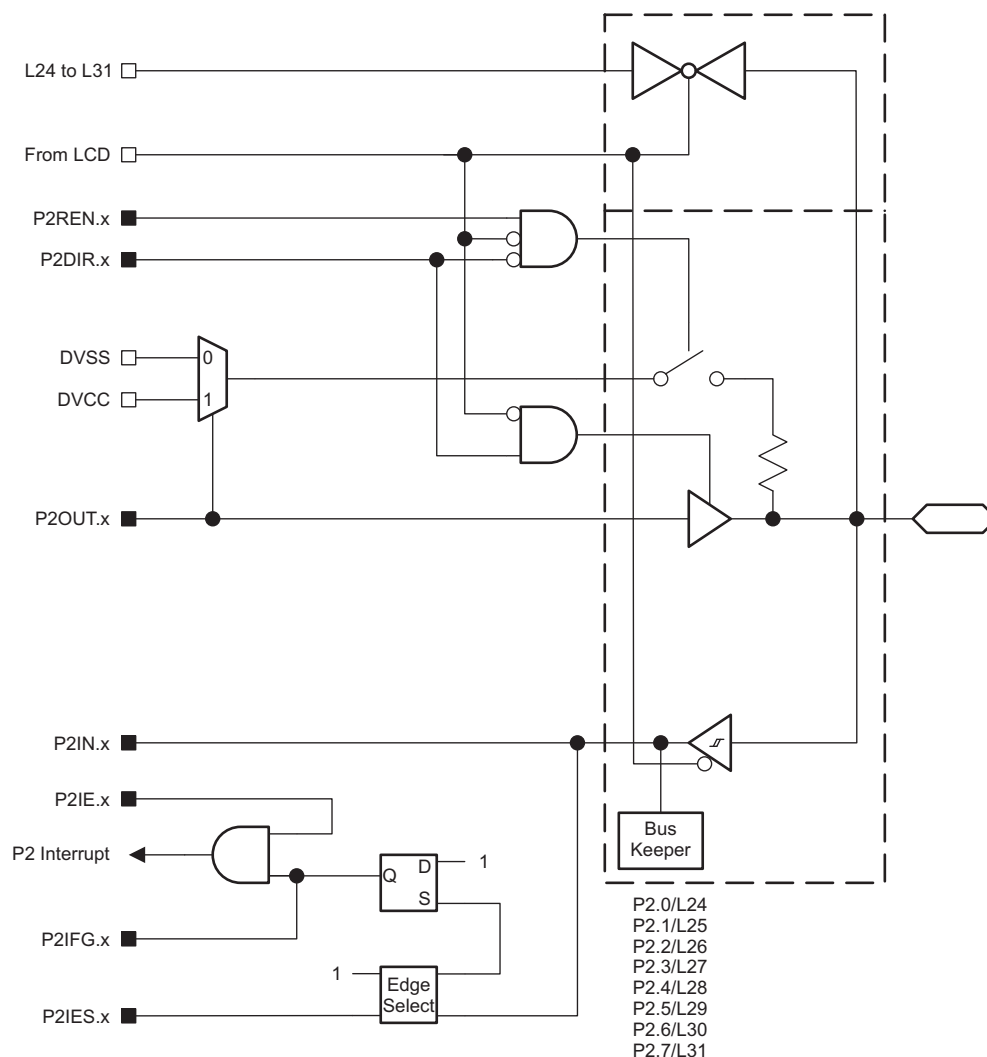 L24 to L31
From LCD
P2REN.x
P2DIR.x
DVSS
0
DVCC
1
P2OUT.x
P2IN.x
P2IE.x
Bus
Keeper
P2 Interrupt
D
1
Q
S
P2IFG.x
1
Edge
Select
P2IES.x
P2.0/L24
P2.1/L25
P2.2/L26
P2.3/L27
P2.4/L28
P2.5/L29
P2.6/L30
P2.7/L31